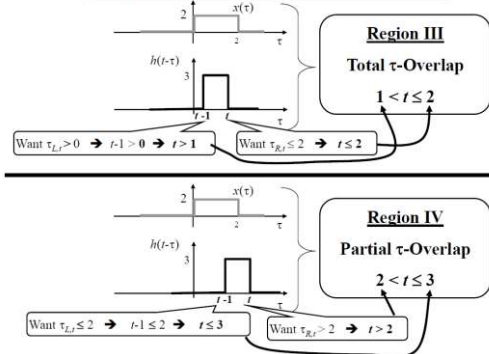 2 x(τ)
2 τ
h(t-τ)
3
t-1 t τ
Want τL,t > 0 ➔ t-1 > 0 ➔ t > 1
Want τR,t ≤ 2 ➔ t ≤ 2
Region III
Total τ-Overlap
1 < t ≤ 2
2 x(τ)
2 τ
h(t-τ)
3
t-1 t τ
Want τL,t ≤ 2 ➔ t-1 ≤ 2 ➔ t ≤ 3
Want τR,t > 2 ➔ t > 2
Region IV
Partial τ-Overlap
2 < t ≤ 3